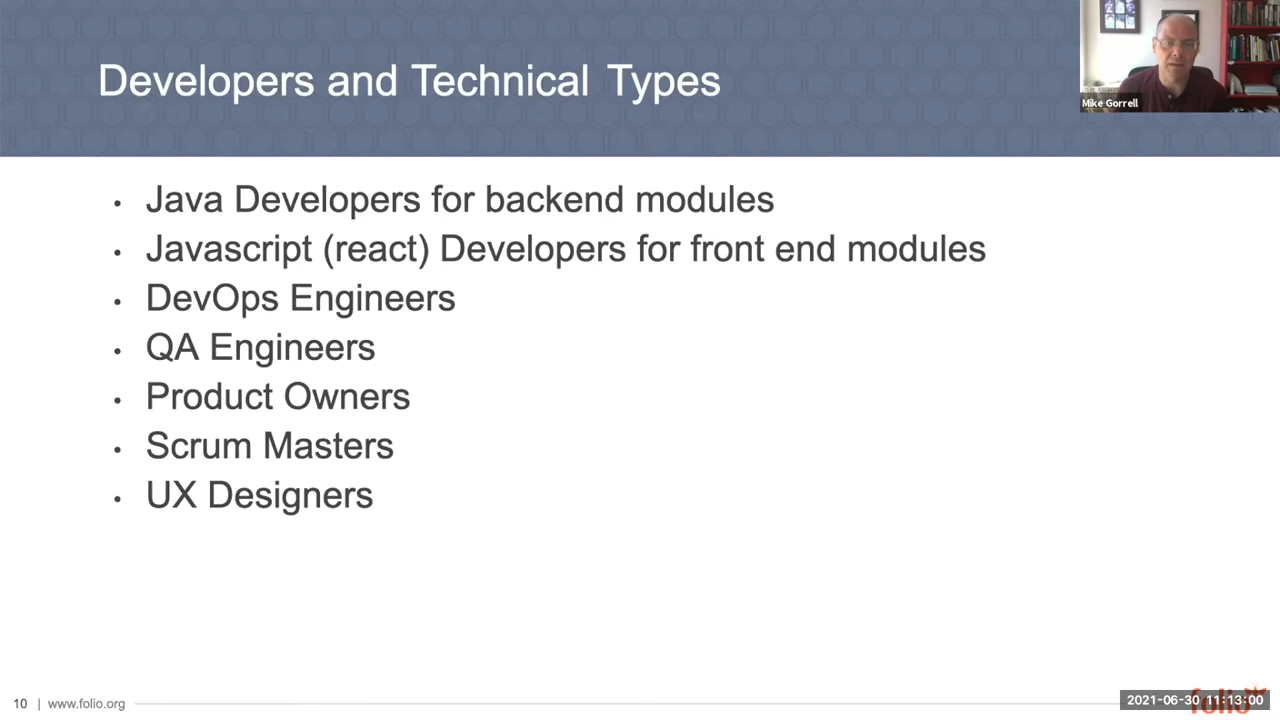 Developers and Technical Types
Mike Gorrell
• Java Developers for backend modules
• Javascript (react) Developers for front end modules
• DevOps Engineers
• QA Engineers
• Product Owners
• Scrum Masters
• UX Designers
10 | www.folio.org
2021-06-30 11:13:00
folio